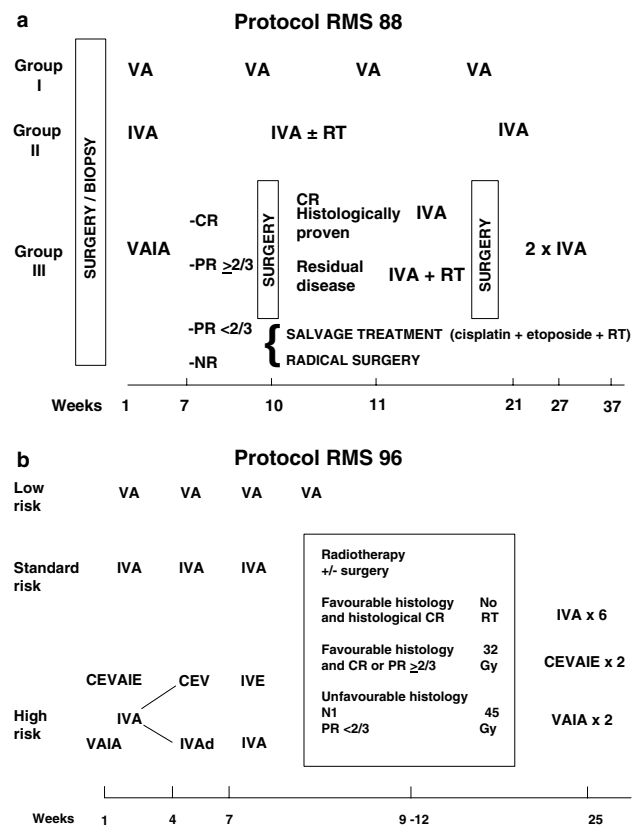 a
Protocol RMS 88
Group I
VA VA VA VA
Group II
IVA IVA ± RT IVA
SURGERY / BIOPSY
Group III
VAIA
-CR
-PR ≥2/3
-PR <2/3
-NR
SURGERY
CR
Histologically
proven
IVA
Residual
disease
IVA + RT
SURGERY
2 x IVA
{ SALVAGE TREATMENT (cisplatin + etoposide + RT)
RADICAL SURGERY
Weeks 1 7 10 11 21 27 37
b
Protocol RMS 96
Low
risk
VA VA VA VA
Standard
risk
IVA IVA IVA
High
risk
CEVAIE CEV IVE
IVA
VAIA IVAd IVA
Radiotherapy
+/- surgery
Favourable histology No
and histological CR RT
Favourable histology 32
and CR or PR ≥2/3 Gy
Unfavourable histology
N1 45
PR <2/3 Gy
IVA x 6
CEVAIE x 2
VAIA x 2
Weeks 1 4 7 9 -12 25